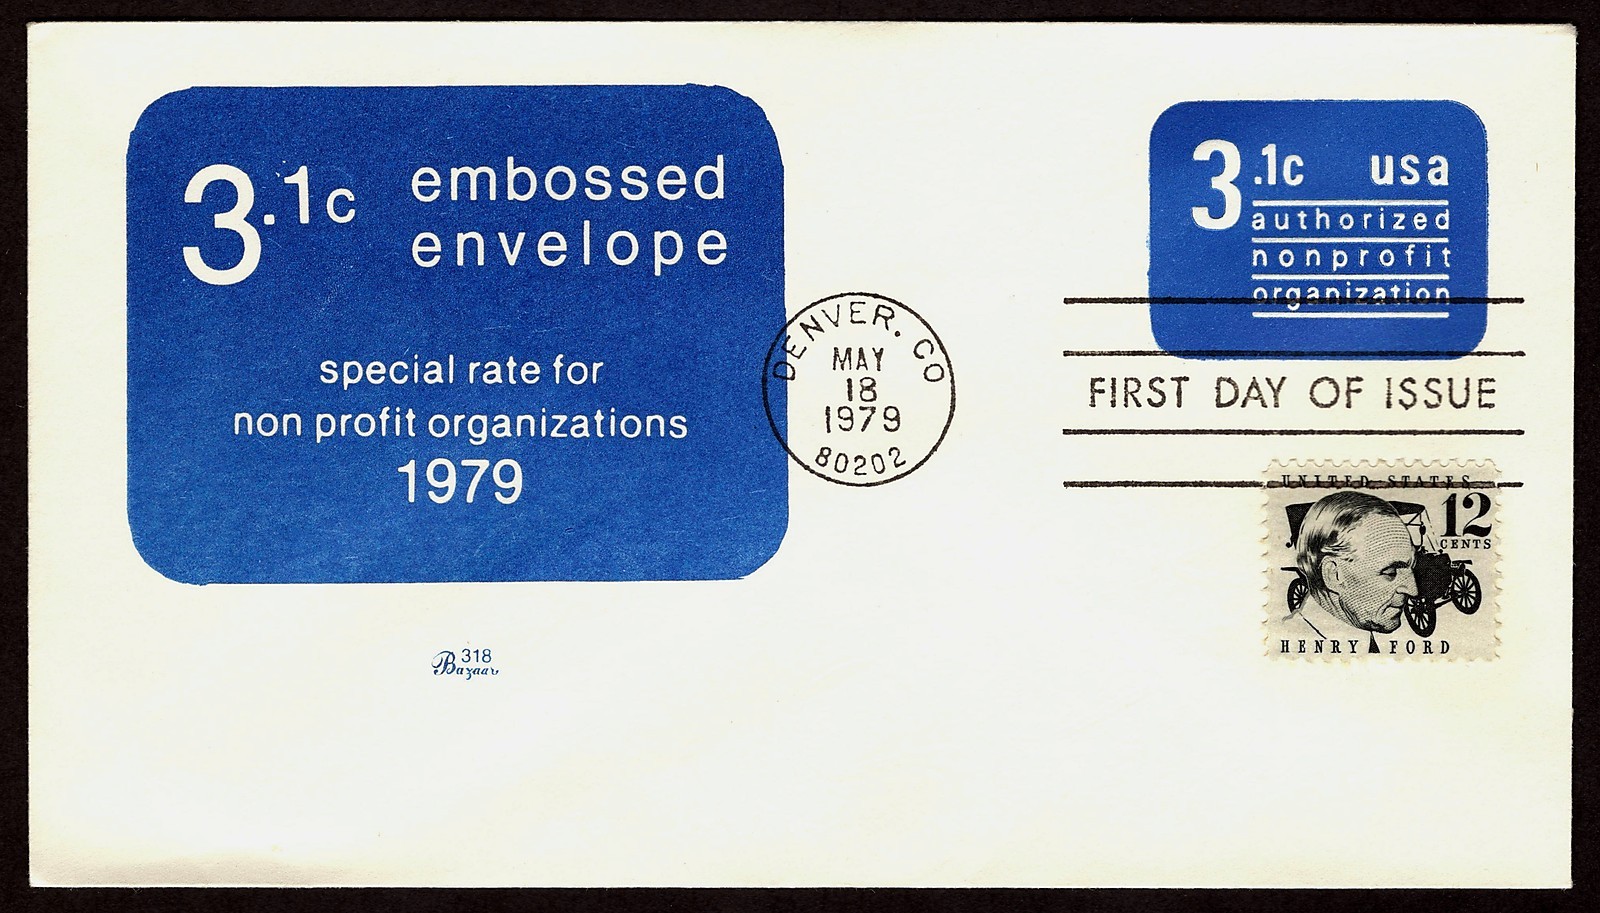 3.1c embossed
envelope
special rate for
non profit organizations
1979
318
Bazaar
DENVER. CO
MAY
18
1979
80202
3.1c usa
authorized
nonprofit
organization
FIRST DAY OF ISSUE
UNITED STATES
12
CENTS
HENRY FORD